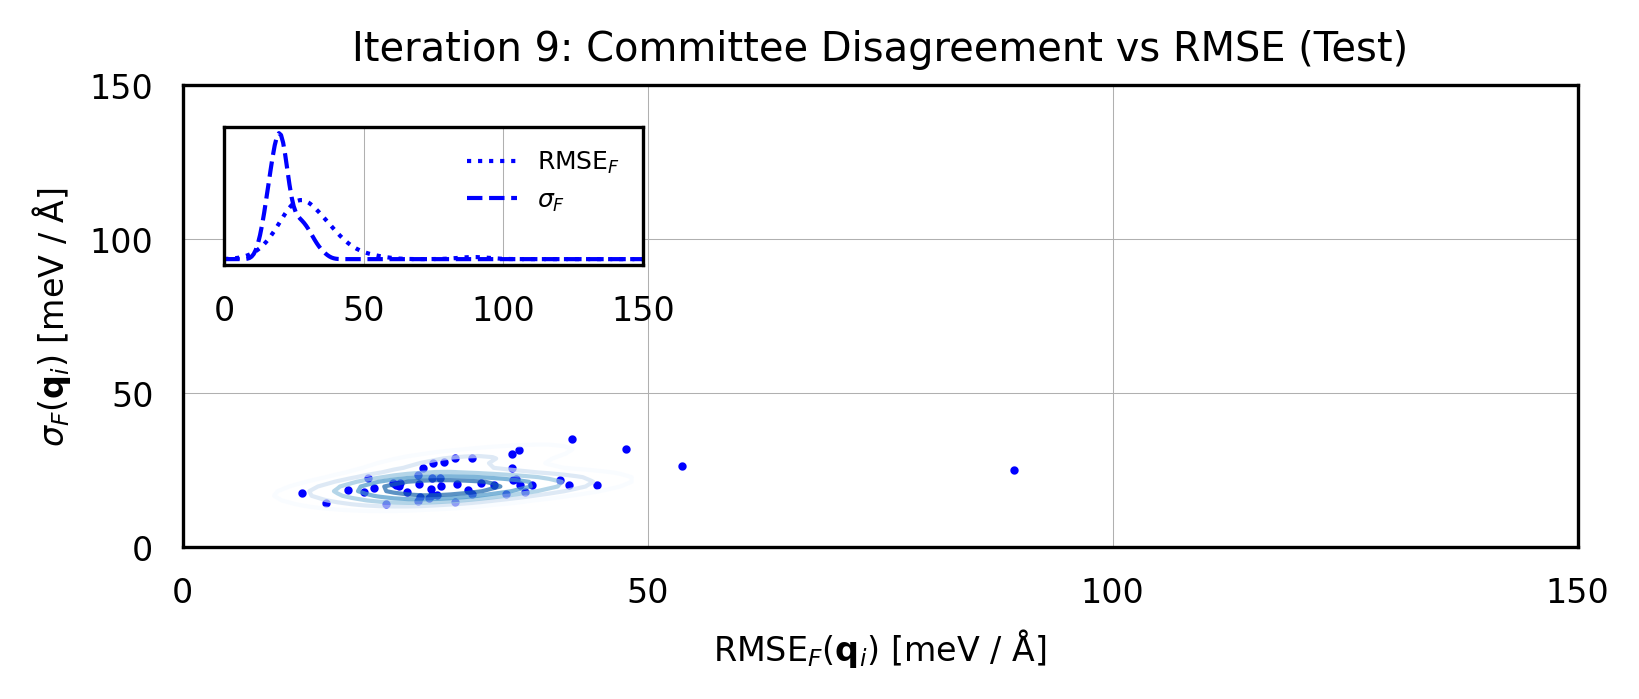 Iteration 9: Committee Disagreement vs RMSE (Test)
150
100
50
0
σF(qi) [meV / Å]
RMSEF
σF
0 50 100 150
0 50 100 150
RMSEF(qi) [meV / Å]